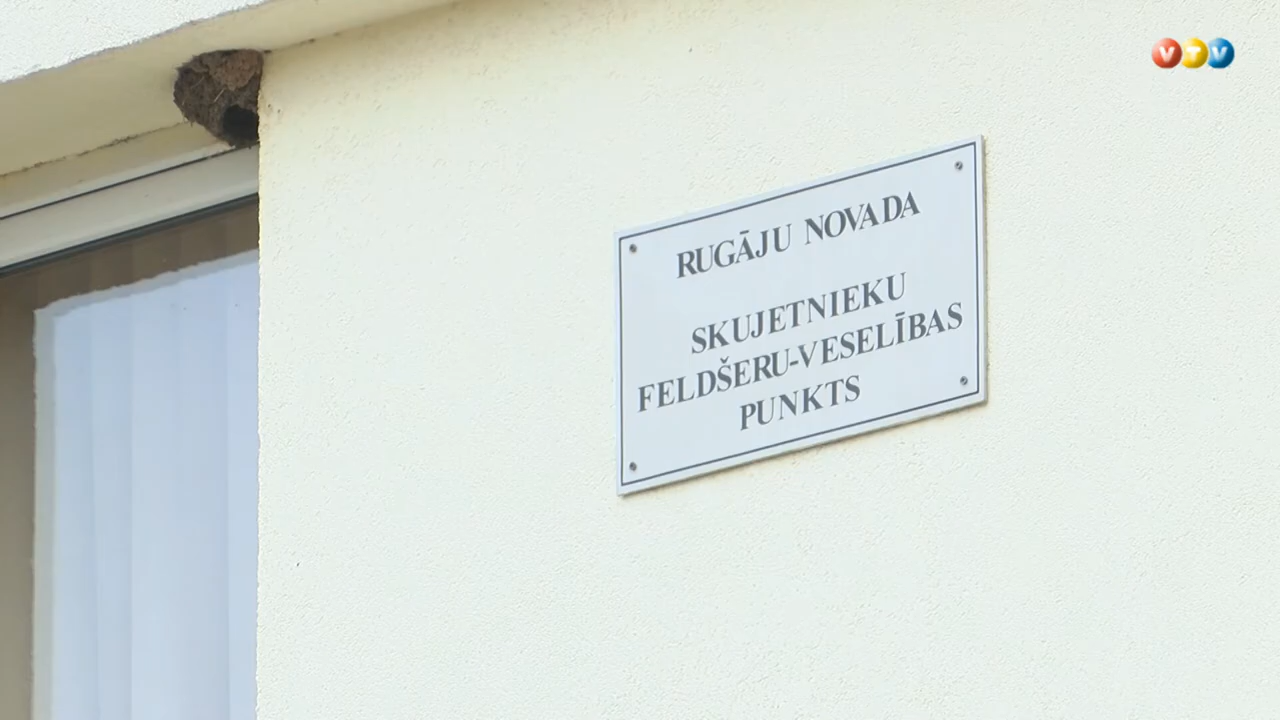 VTV
RUGĀJU NOVADA
SKUJETNIEKU
FELDŠERU-VESELĪBAS
PUNKTS